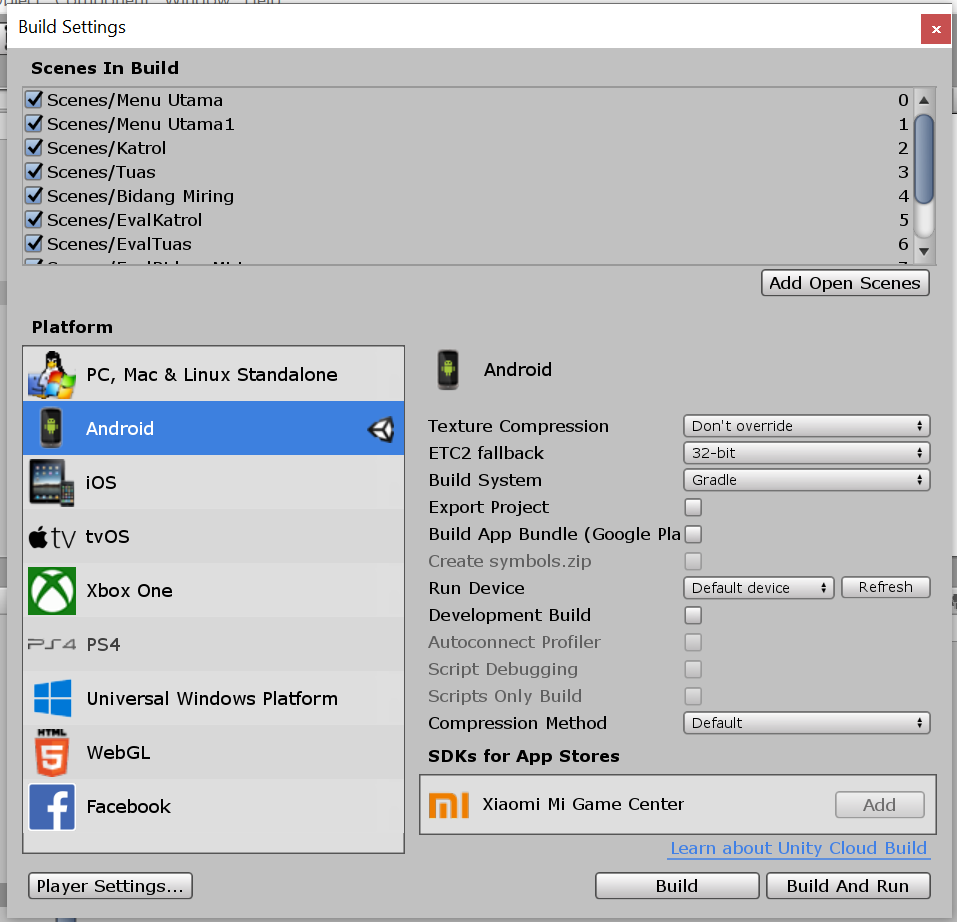 Build Settings
Scenes In Build
Scenes/Menu Utama 0
Scenes/Menu Utama1 1
Scenes/Katrol 2
Scenes/Tuas 3
Scenes/Bidang Miring 4
Scenes/EvalKatrol 5
Scenes/EvalTuas 6
Add Open Scenes
Platform
PC, Mac & Linux Standalone
Android
iOS
tv tvOS
Xbox One
PS4 PS4
Universal Windows Platform
HTML 5 WebGL
f Facebook
Android
Texture Compression Don't override
ETC2 fallback 32-bit
Build System Gradle
Export Project
Build App Bundle (Google Pla
Create symbols.zip
Run Device Default device Refresh
Development Build
Autoconnect Profiler
Script Debugging
Scripts Only Build
Compression Method Default
SDKs for App Stores
mi Xiaomi Mi Game Center Add
Learn about Unity Cloud Build
Player Settings... Build Build And Run